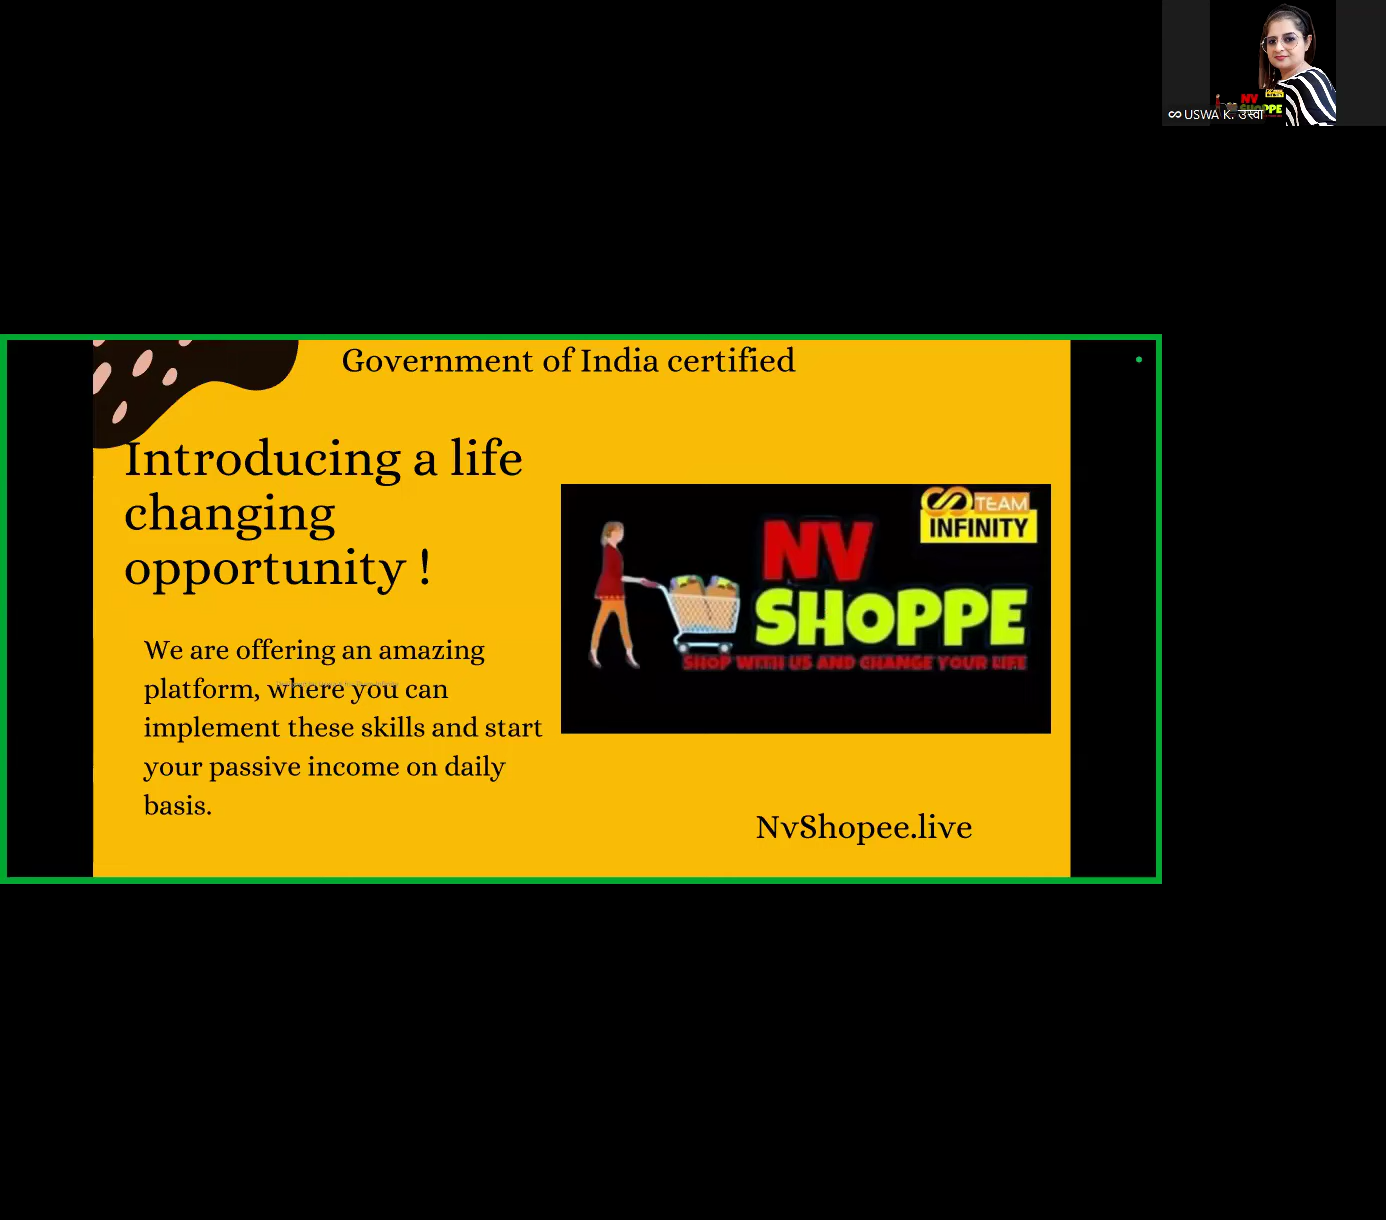 NV
SHOPPE
∞ USWA K. उस्वा
Government of India certified
Introducing a life
changing
opportunity !
TEAM
INFINITY
NV
SHOPPE
SHOP WITH US AND CHANGE YOUR LIFE
We are offering an amazing
platform, where you can
implement these skills and start
your passive income on daily
basis.
NvShopee.live